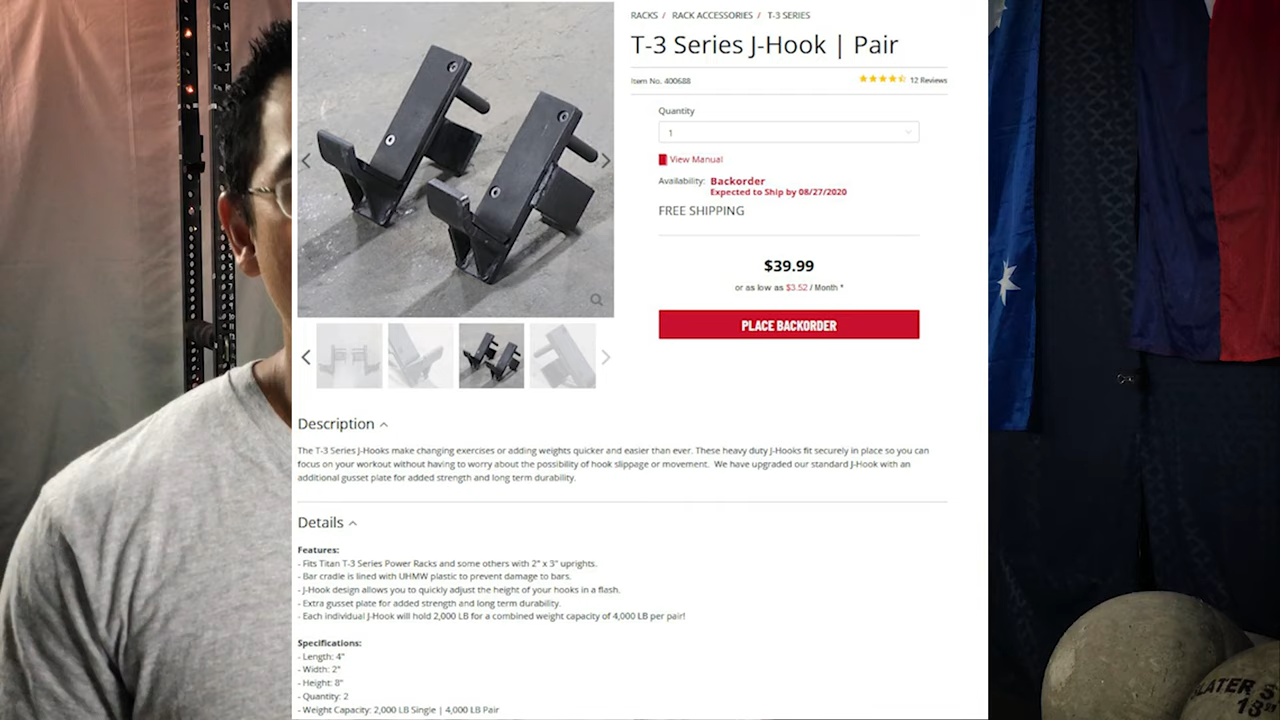 RACKS / RACK ACCESSORIES / T-3 SERIES
T-3 Series J-Hook | Pair
Item No. 400688
12 Reviews
Quantity
1
View Manual
Availability: Backorder
Expected to Ship by 08/27/2020
FREE SHIPPING
$39.99
or as low as $3.52 / Month *
PLACE BACKORDER
Description
The T-3 Series J-Hooks make changing exercises or adding weights quicker and easier than ever. These heavy duty J-Hooks fit securely in place so you can
focus on your workout without having to worry about the possibility of hook slippage or movement. We have upgraded our standard J-Hook with an
additional gusset plate for added strength and long term durability.
Details
Features:
- Fits Titan T-3 Series Power Racks and some others with 2" x 3" uprights.
- Bar cradle is lined with UHMW plastic to prevent damage to bars.
- J-Hook design allows you to quickly adjust the height of your hooks in a flash.
- Extra gusset plate for added strength and long term durability.
- Each individual J-Hook will hold 2,000 LB for a combined weight capacity of 4,000 LB per pair!
Specifications:
- Length: 4"
- Width: 2"
- Height: 8"
- Quantity: 2
- Weight Capacity: 2,000 LB Single | 4,000 LB Pair